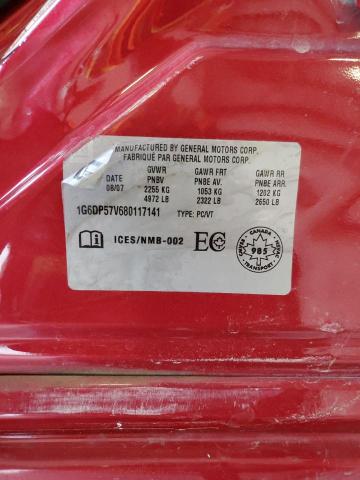 MANUFACTURED BY GENERAL MOTORS CORP.
FABRIQUÉ PAR GENERAL MOTORS CORP.
GVWR GAWR FRT GAWR RR
DATE PNBV PNBE AV. PNBE ARR.
08/07 2255 KG 1053 KG 1202 KG
4972 LB 2322 LB 2650 LB
1G6DP57V680117141 TYPE: PC/VT
i ICES/NMB-002 EC
CANADA
985
TRANSPORT